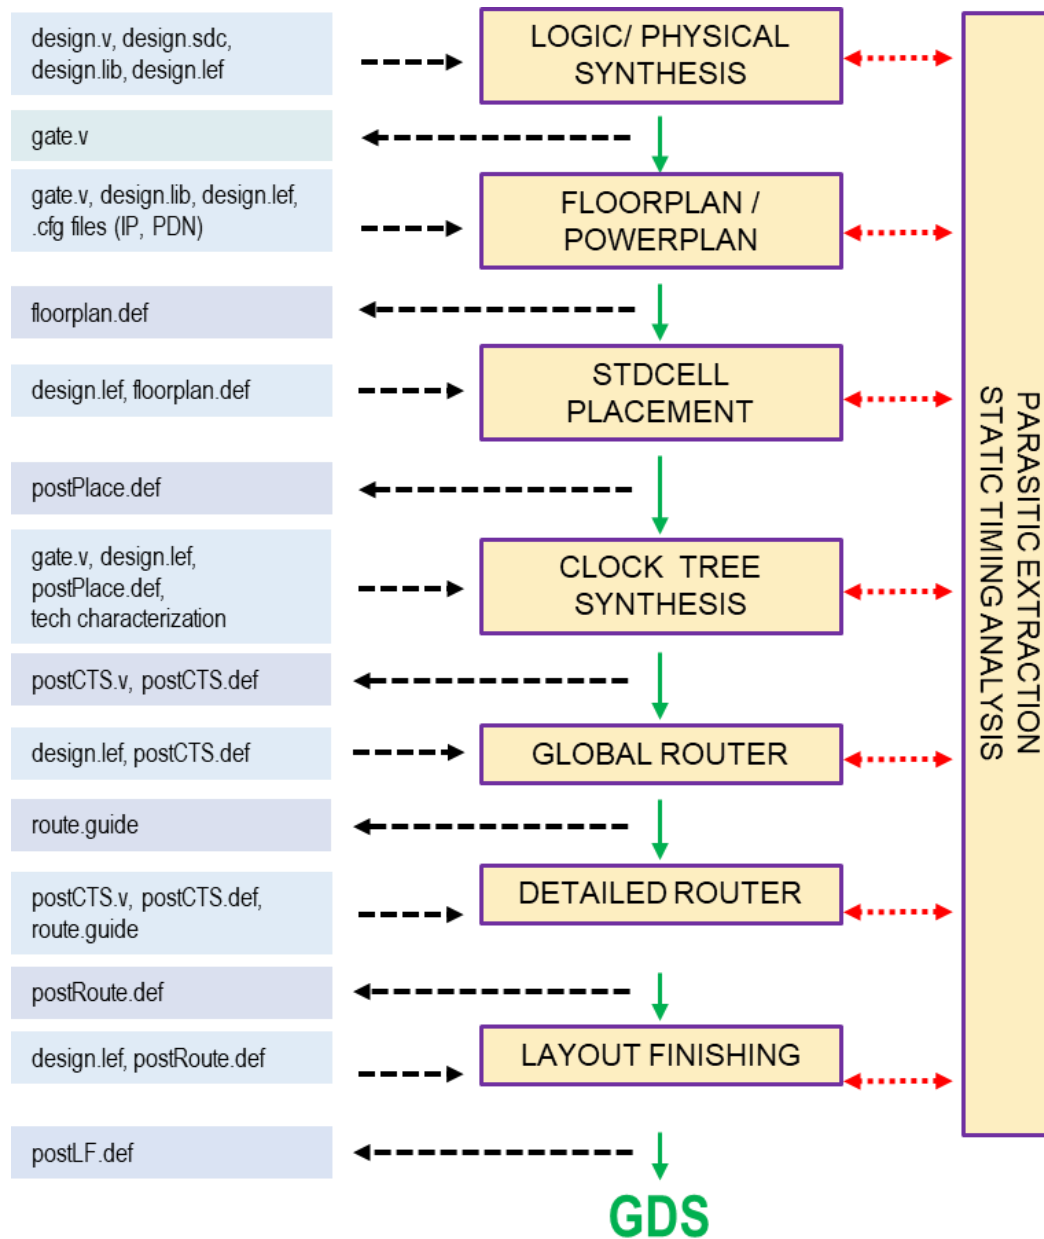 design.v, design.sdc,
design.lib, design.lef
LOGIC/ PHYSICAL
SYNTHESIS
gate.v
gate.v, design.lib, design.lef,
.cfg files (IP, PDN)
FLOORPLAN /
POWERPLAN
floorplan.def
design.lef, floorplan.def
STDCELL
PLACEMENT
postPlace.def
gate.v, design.lef,
postPlace.def,
tech characterization
CLOCK TREE
SYNTHESIS
postCTS.v, postCTS.def
design.lef, postCTS.def
GLOBAL ROUTER
route.guide
postCTS.v, postCTS.def,
route.guide
DETAILED ROUTER
postRoute.def
design.lef, postRoute.def
LAYOUT FINISHING
postLF.def
GDS
PARASITIC EXTRACTION
STATIC TIMING ANALYSIS